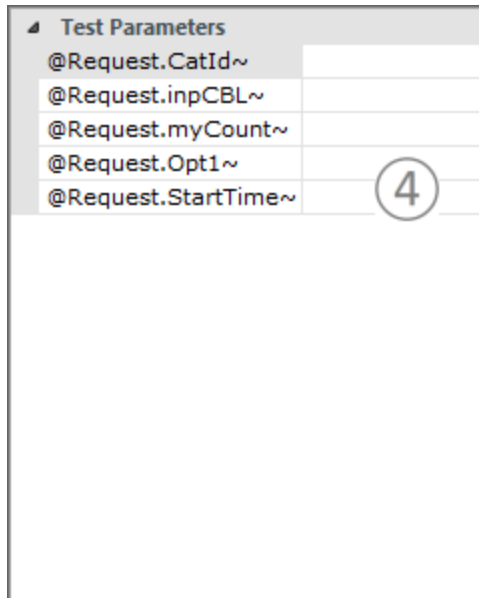 Test Parameters
@Request.CatId~
@Request.inpCBL~
@Request.myCount~
@Request.Opt1~
@Request.StartTime~
4